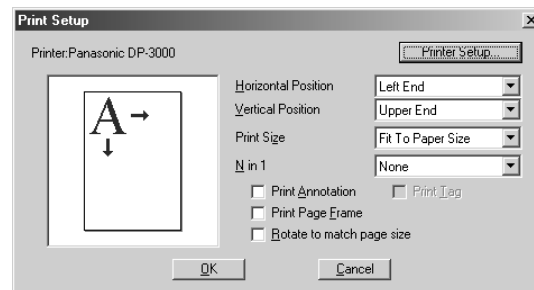 Print Setup
Printer:Panasonic DP-3000
Printer Setup...
A
Horizontal Position Left End
Vertical Position Upper End
Print Size Fit To Paper Size
N in 1 None
Print Annotation Print Tag
Print Page Frame
Rotate to match page size
OK Cancel